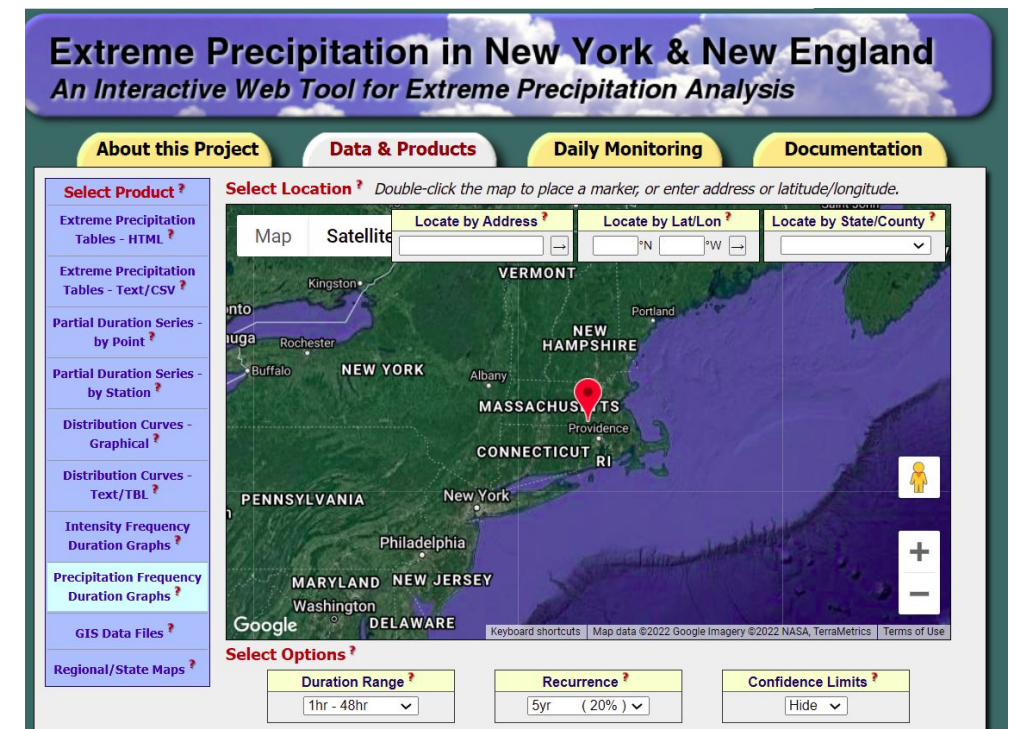 Extreme Precipitation in New York & New England
An Interactive Web Tool for Extreme Precipitation Analysis
About this Project
Data & Products
Daily Monitoring
Documentation
Select Product ?
Extreme Precipitation
Tables - HTML ?
Extreme Precipitation
Tables - Text/CSV ?
Partial Duration Series -
by Point ?
Partial Duration Series -
by Station ?
Distribution Curves -
Graphical ?
Distribution Curves -
Text/TBL ?
Intensity Frequency
Duration Graphs ?
Precipitation Frequency
Duration Graphs ?
GIS Data Files ?
Regional/State Maps ?
Select Location ? Double-click the map to place a marker, or enter address or latitude/longitude.
Map Satellite
Locate by Address ?
→
Locate by Lat/Lon ?
°N °W →
Locate by State/County ?
VERMONT
Kingston
onto
Portland
NEW
HAMPSHIRE
uga
Rochester
Buffalo
NEW YORK
Albany
MASSACHUS TTS
Providence
CONNECTICUT
RI
PENNSYLVANIA
New York
Philadelphia
MARYLAND
NEW JERSEY
Washington
DELAWARE
+
−
Google
Keyboard shortcuts
Map data ©2022 Google Imagery ©2022 NASA, TerraMetrics
Terms of Use
Select Options ?
Duration Range ?
1hr - 48hr
Recurrence ?
5yr ( 20% )
Confidence Limits ?
Hide